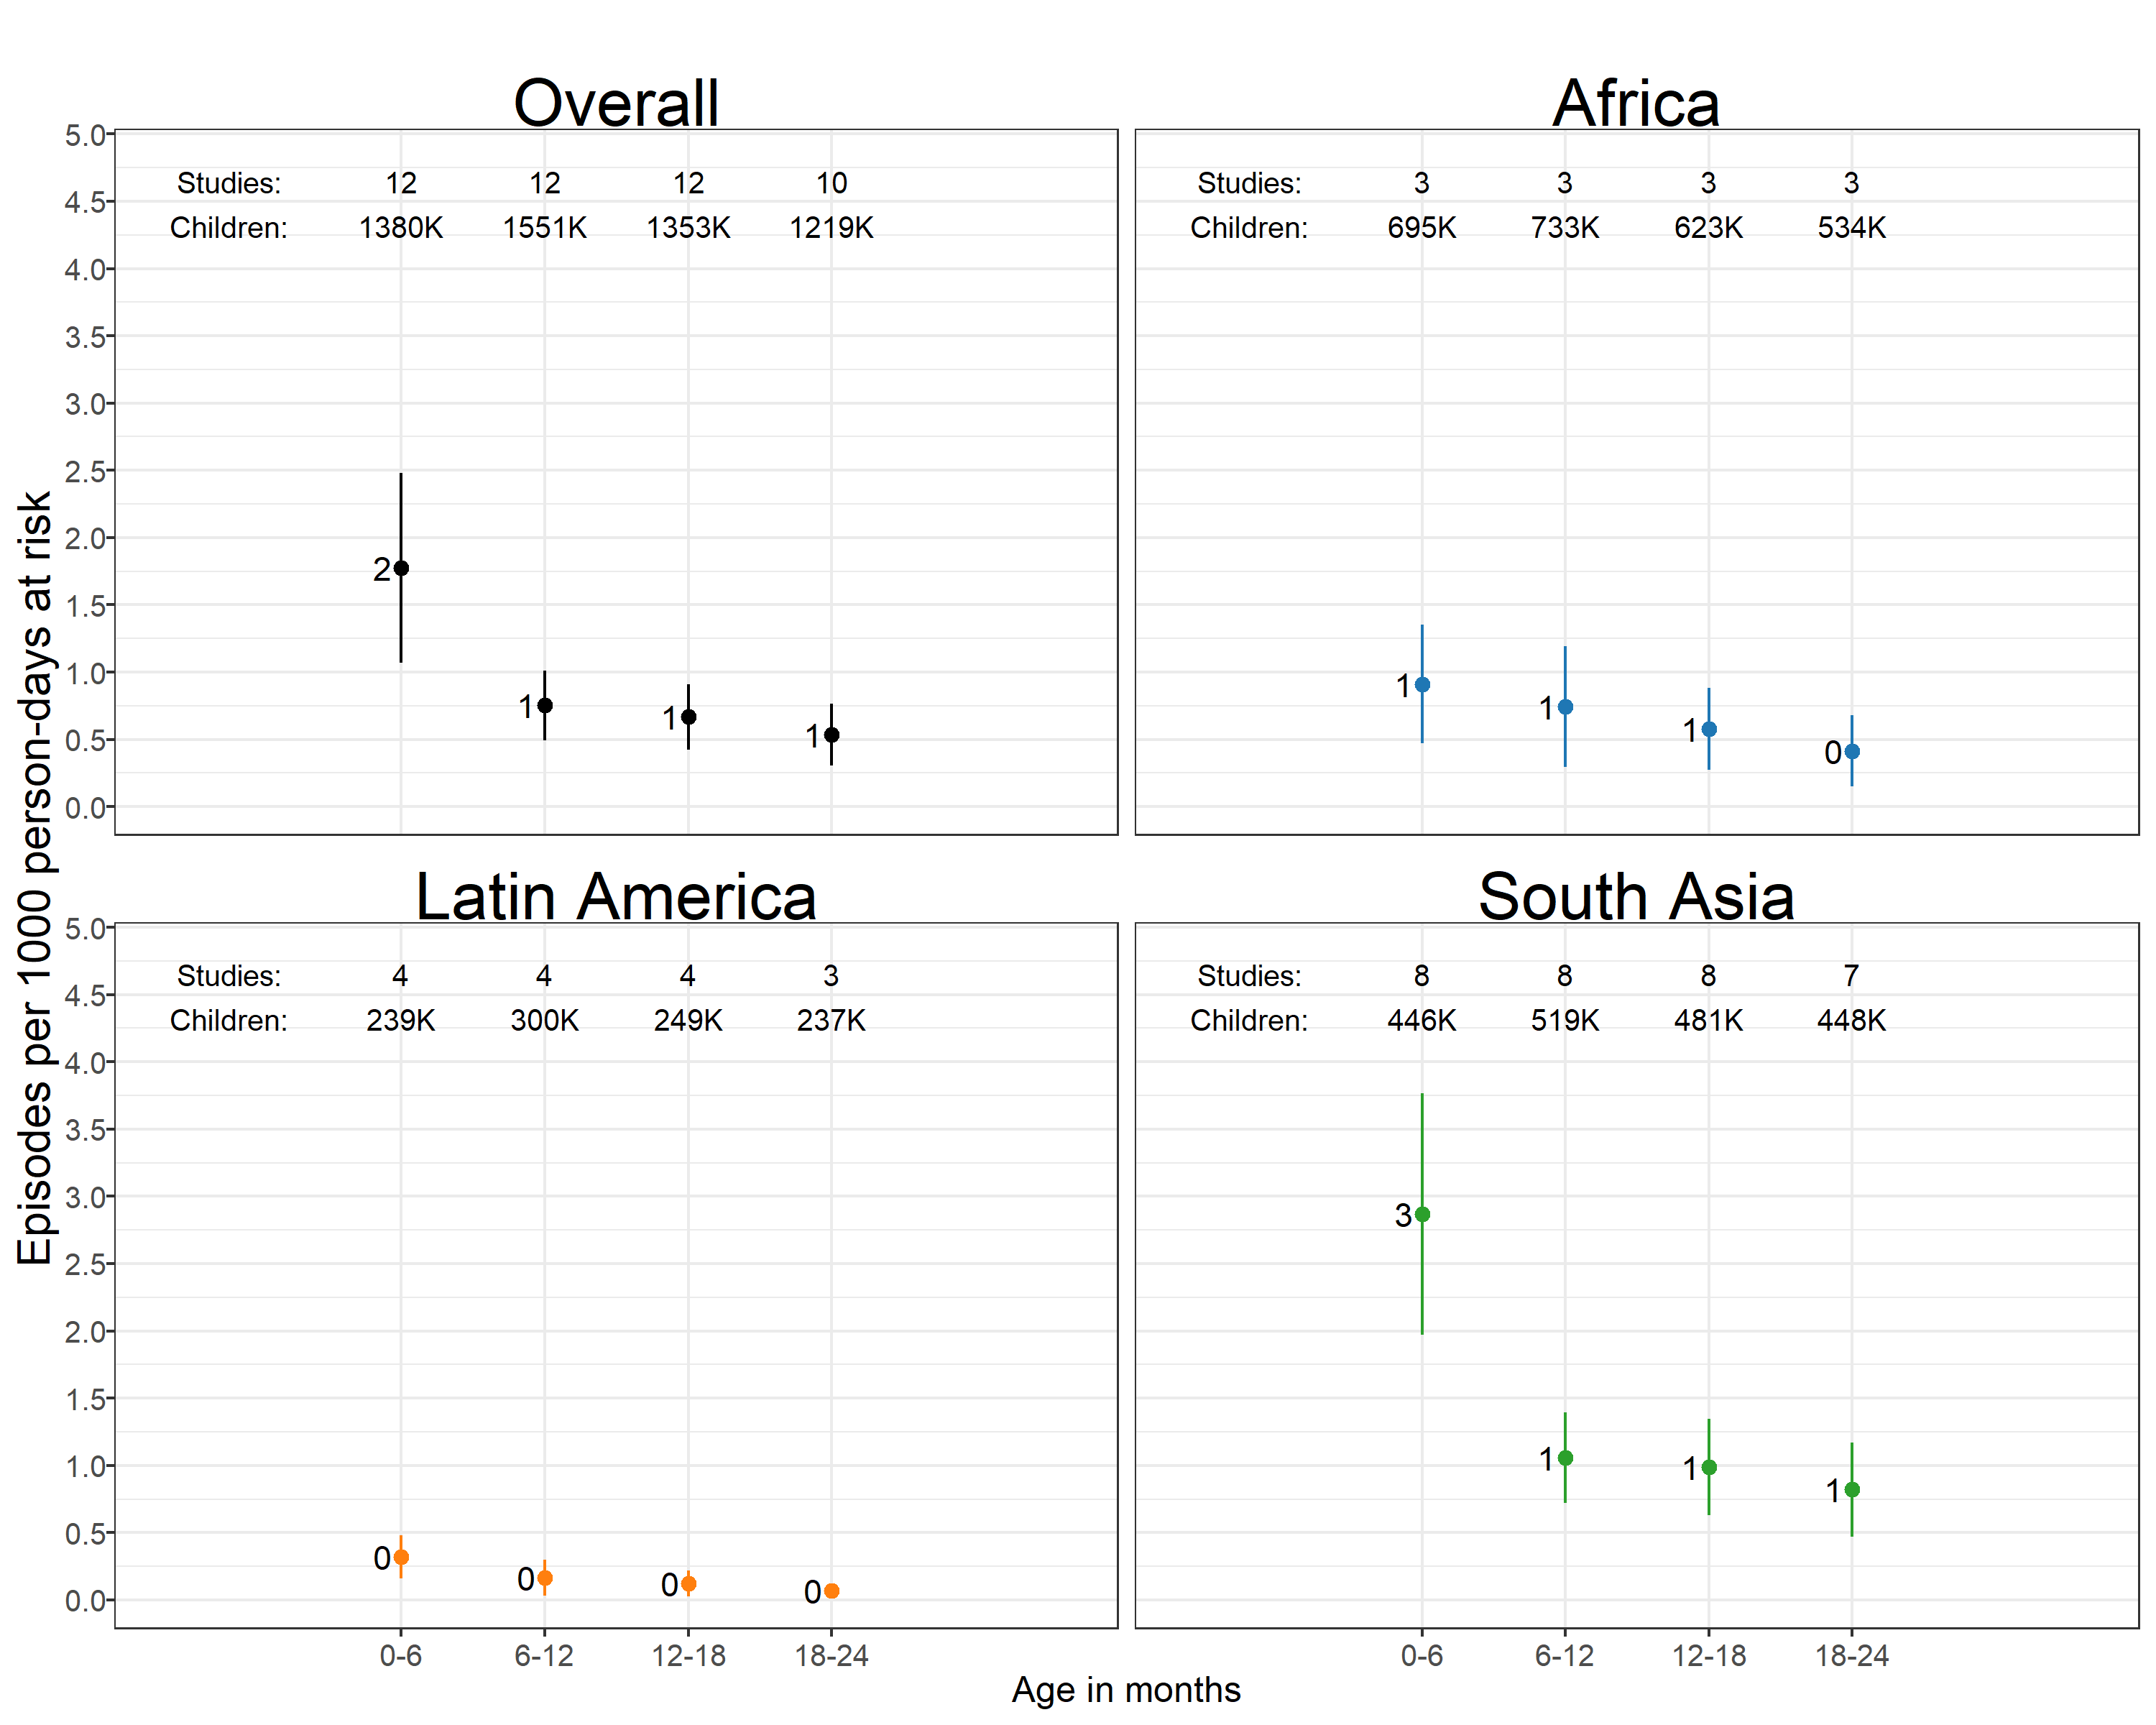 Overall
Africa
5.0
4.5
4.0
3.5
3.0
2.5
2.0
1.5
1.0
0.5
0.0
Studies: 12 12 12 10
Children: 1380K 1551K 1353K 1219K
2
1
1
1
Studies: 3 3 3 3
Children: 695K 733K 623K 534K
1
1
1
0
Episodes per 1000 person-days at risk
Latin America
South Asia
5.0
4.5
4.0
3.5
3.0
2.5
2.0
1.5
1.0
0.5
0.0
Studies: 4 4 4 3
Children: 239K 300K 249K 237K
0
0
0
0
Studies: 8 8 8 7
Children: 446K 519K 481K 448K
3
1
1
1
0-6 6-12 12-18 18-24
0-6 6-12 12-18 18-24
Age in months